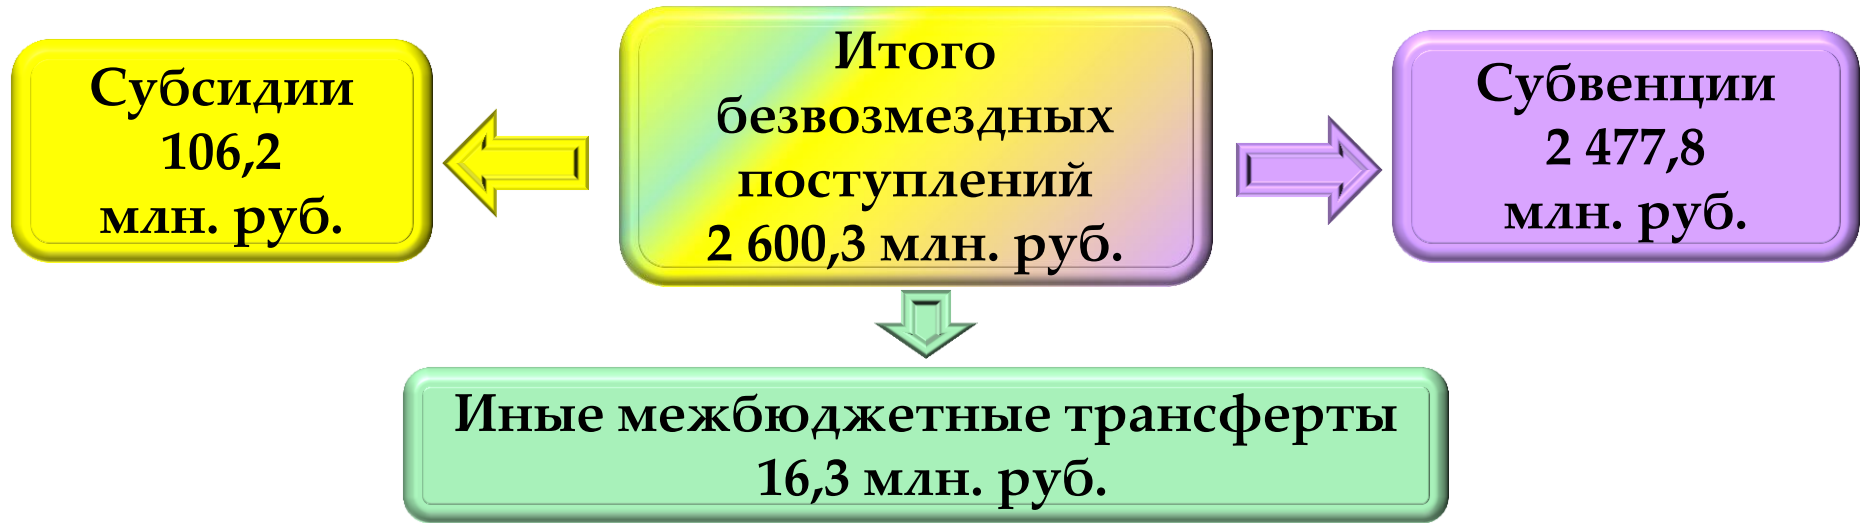 Субсидии
106,2
млн. руб.
Итого
безвозмездных
поступлений
2 600,3 млн. руб.
Субвенции
2 477,8
млн. руб.
Иные межбюджетные трансферты
16,3 млн. руб.